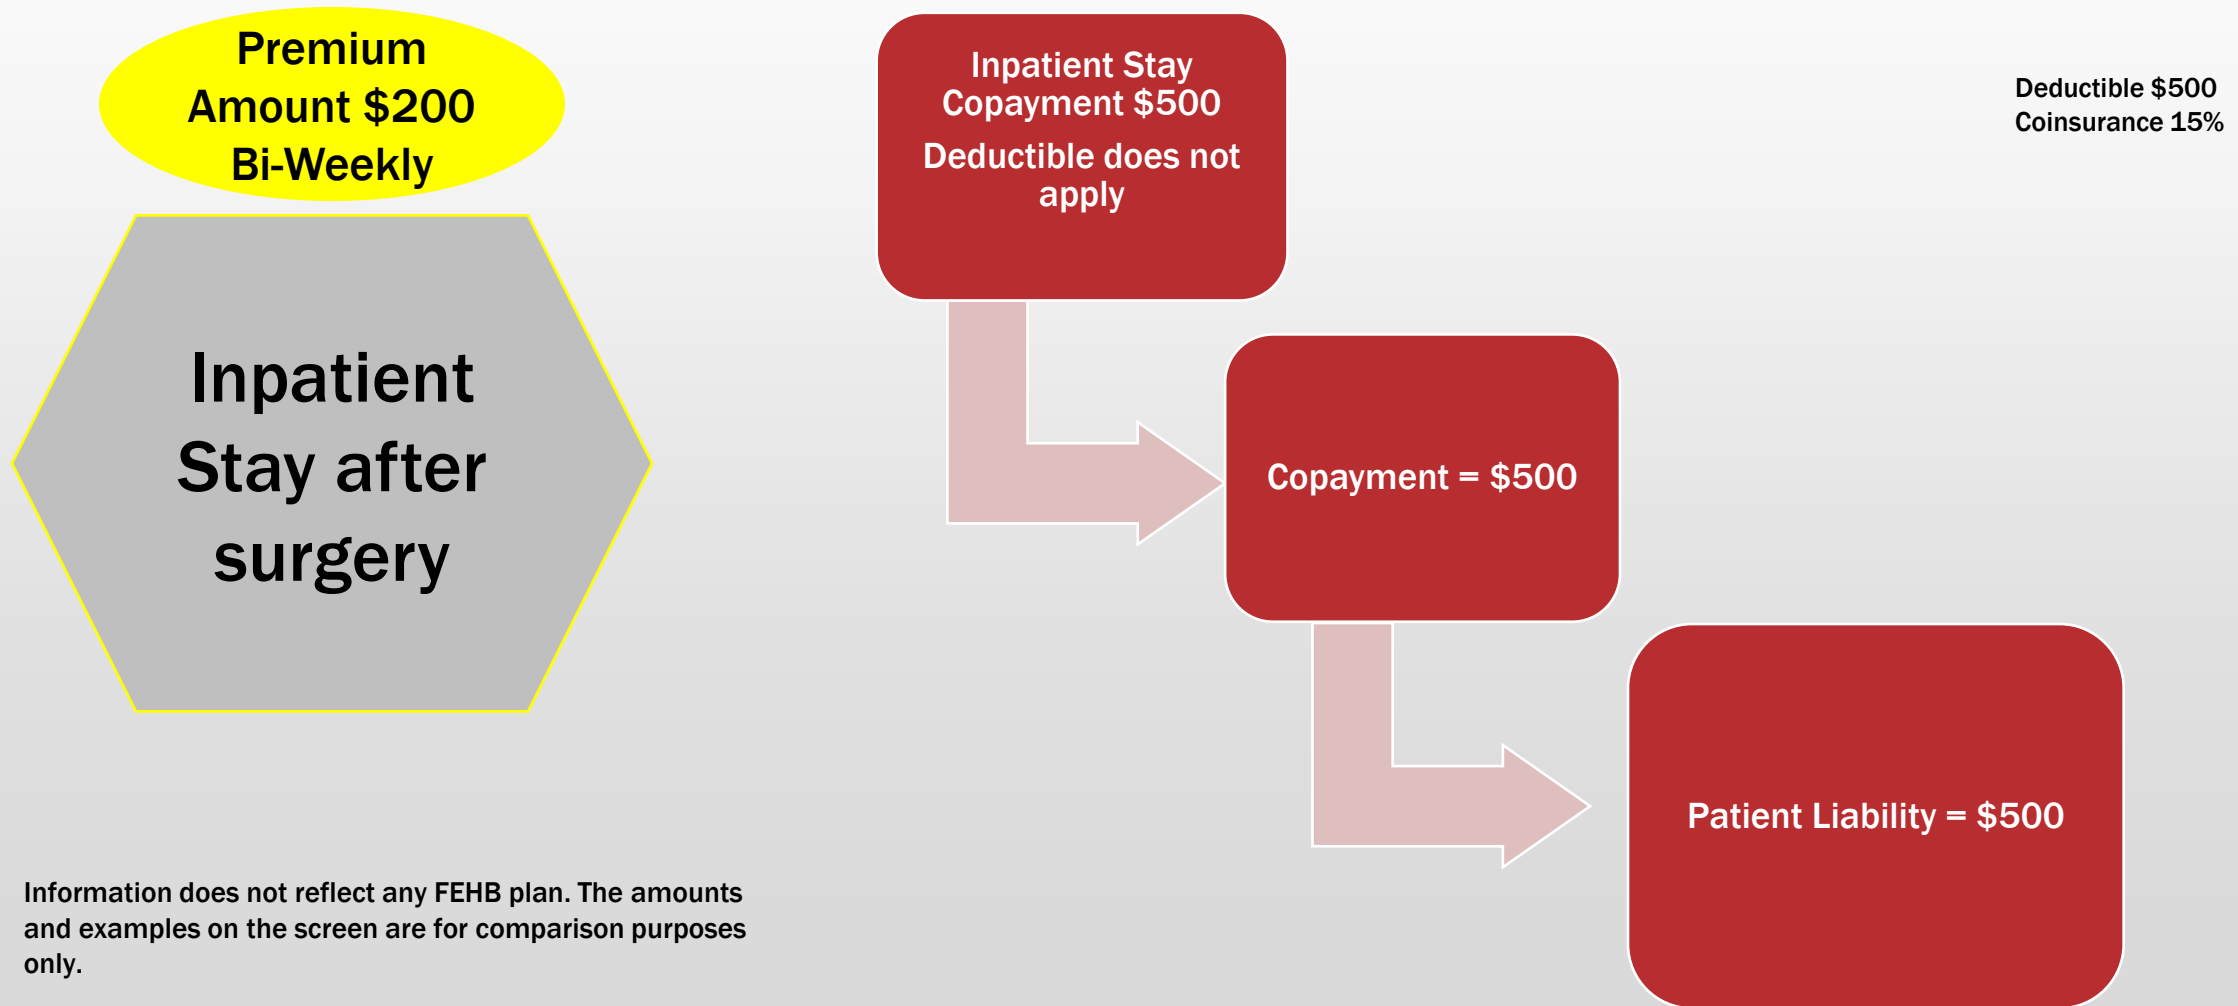 Premium
Amount $200
Bi-Weekly
Inpatient
Stay after
surgery
Inpatient Stay
Copayment $500
Deductible does not
apply
Copayment = $500
Patient Liability = $500
Deductible $500
Coinsurance 15%
Information does not reflect any FEHB plan. The amounts
and examples on the screen are for comparison purposes
only.